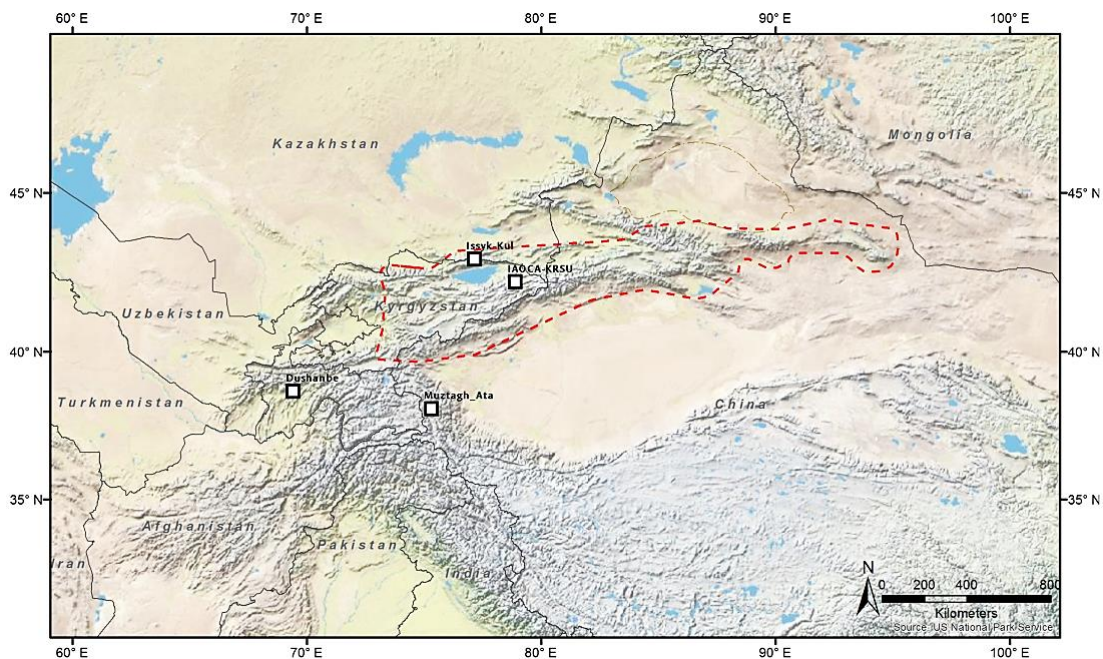 60° E 70° E 80° E 90° E 100° E
Kazakhstan
Mongolia
45° N 45° N
Issyk-Kul
IAOCA-KRSU
Kyrgyzstan
Uzbekistan
40° N 40° N
Dushanbe
Muztagh_Ata
Turkmenistan
China
35° N 35° N
Afghanistan
Pakistan
Iran
India
N
0 200 400 800
Kilometers
Source: US National Park Service
60° E 70° E 80° E 90° E 100° E